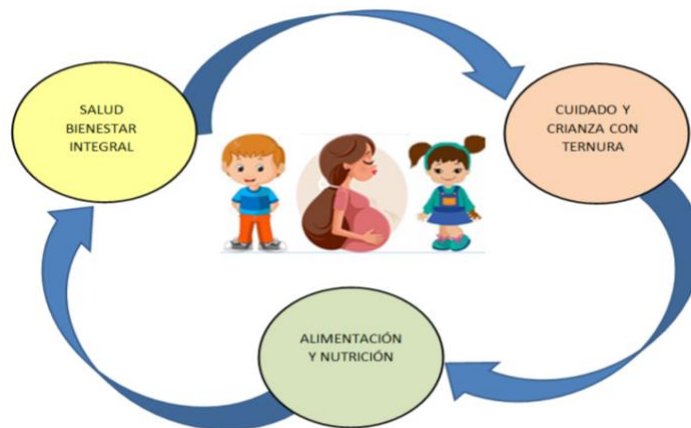 SALUD
BIENESTAR
INTEGRAL
CUIDADO Y
CRIANZA CON
TERNURA
ALIMENTACIÓN
Y NUTRICIÓN